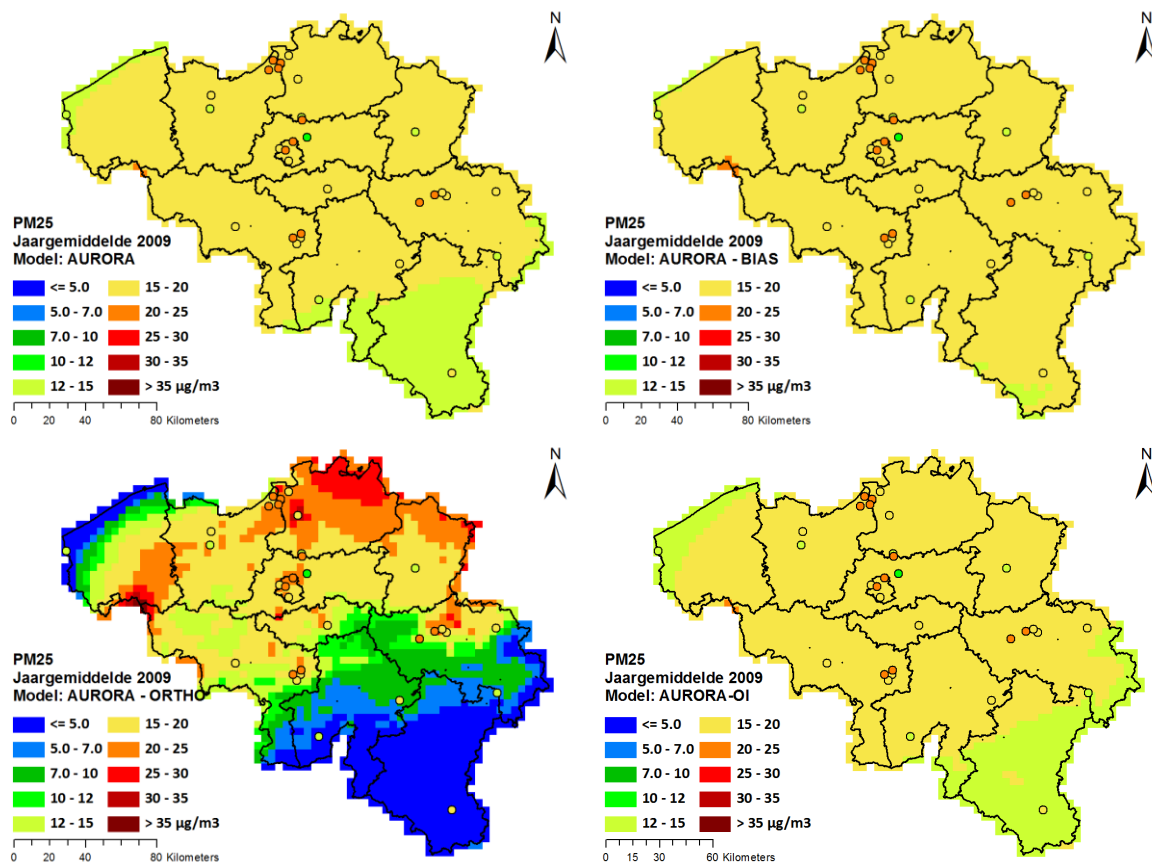 N
PM25
Jaargemiddelde 2009
Model: AURORA
<= 5.0 15 - 20
5.0 - 7.0 20 - 25
7.0 - 10 25 - 30
10 - 12 30 - 35
12 - 15 > 35 µg/m3
0 20 40 80 Kilometers
N
PM25
Jaargemiddelde 2009
Model: AURORA - BIAS
<= 5.0 15 - 20
5.0 - 7.0 20 - 25
7.0 - 10 25 - 30
10 - 12 30 - 35
12 - 15 > 35 µg/m3
0 20 40 80 Kilometers
N
PM25
Jaargemiddelde 2009
Model: AURORA - ORTHO
<= 5.0 15 - 20
5.0 - 7.0 20 - 25
7.0 - 10 25 - 30
10 - 12 30 - 35
12 - 15 > 35 µg/m3
0 20 40 80 Kilometers
N
PM25
Jaargemiddelde 2009
Model: AURORA-OI
<= 5.0 15 - 20
5.0 - 7.0 20 - 25
7.0 - 10 25 - 30
10 - 12 30 - 35
12 - 15 > 35 µg/m3
0 15 30 60 Kilometers